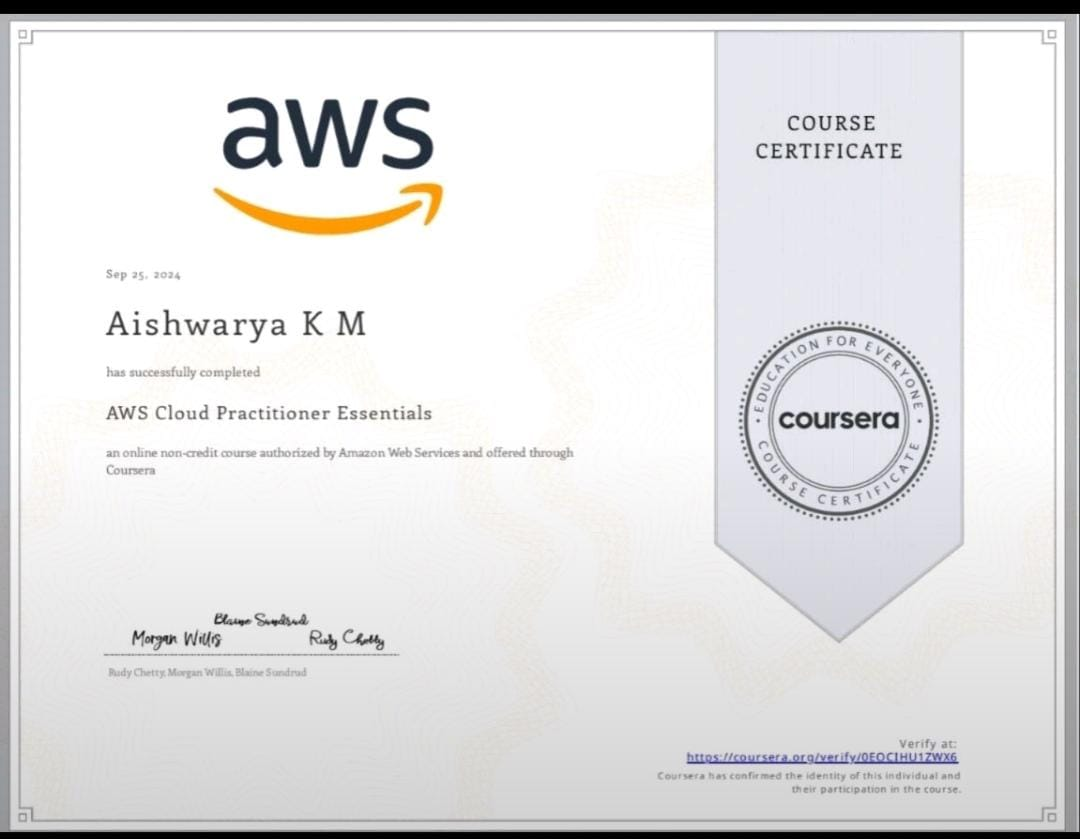 aws
COURSE
CERTIFICATE
Sep 25, 2024
Aishwarya K M
has successfully completed
AWS Cloud Practitioner Essentials
an online non-credit course authorized by Amazon Web Services and offered through
Coursera
EDUCATION FOR EVERYONE
coursera
COURSE CERTIFICATE
Blaine Sundrud
Morgan Willis Rudy Chetty
Rudy Chetty, Morgan Willis, Blaine Sundrud
Verify at:
https://coursera.org/verify/0EOCIHU1ZWX6
Coursera has confirmed the identity of this individual and
their participation in the course.